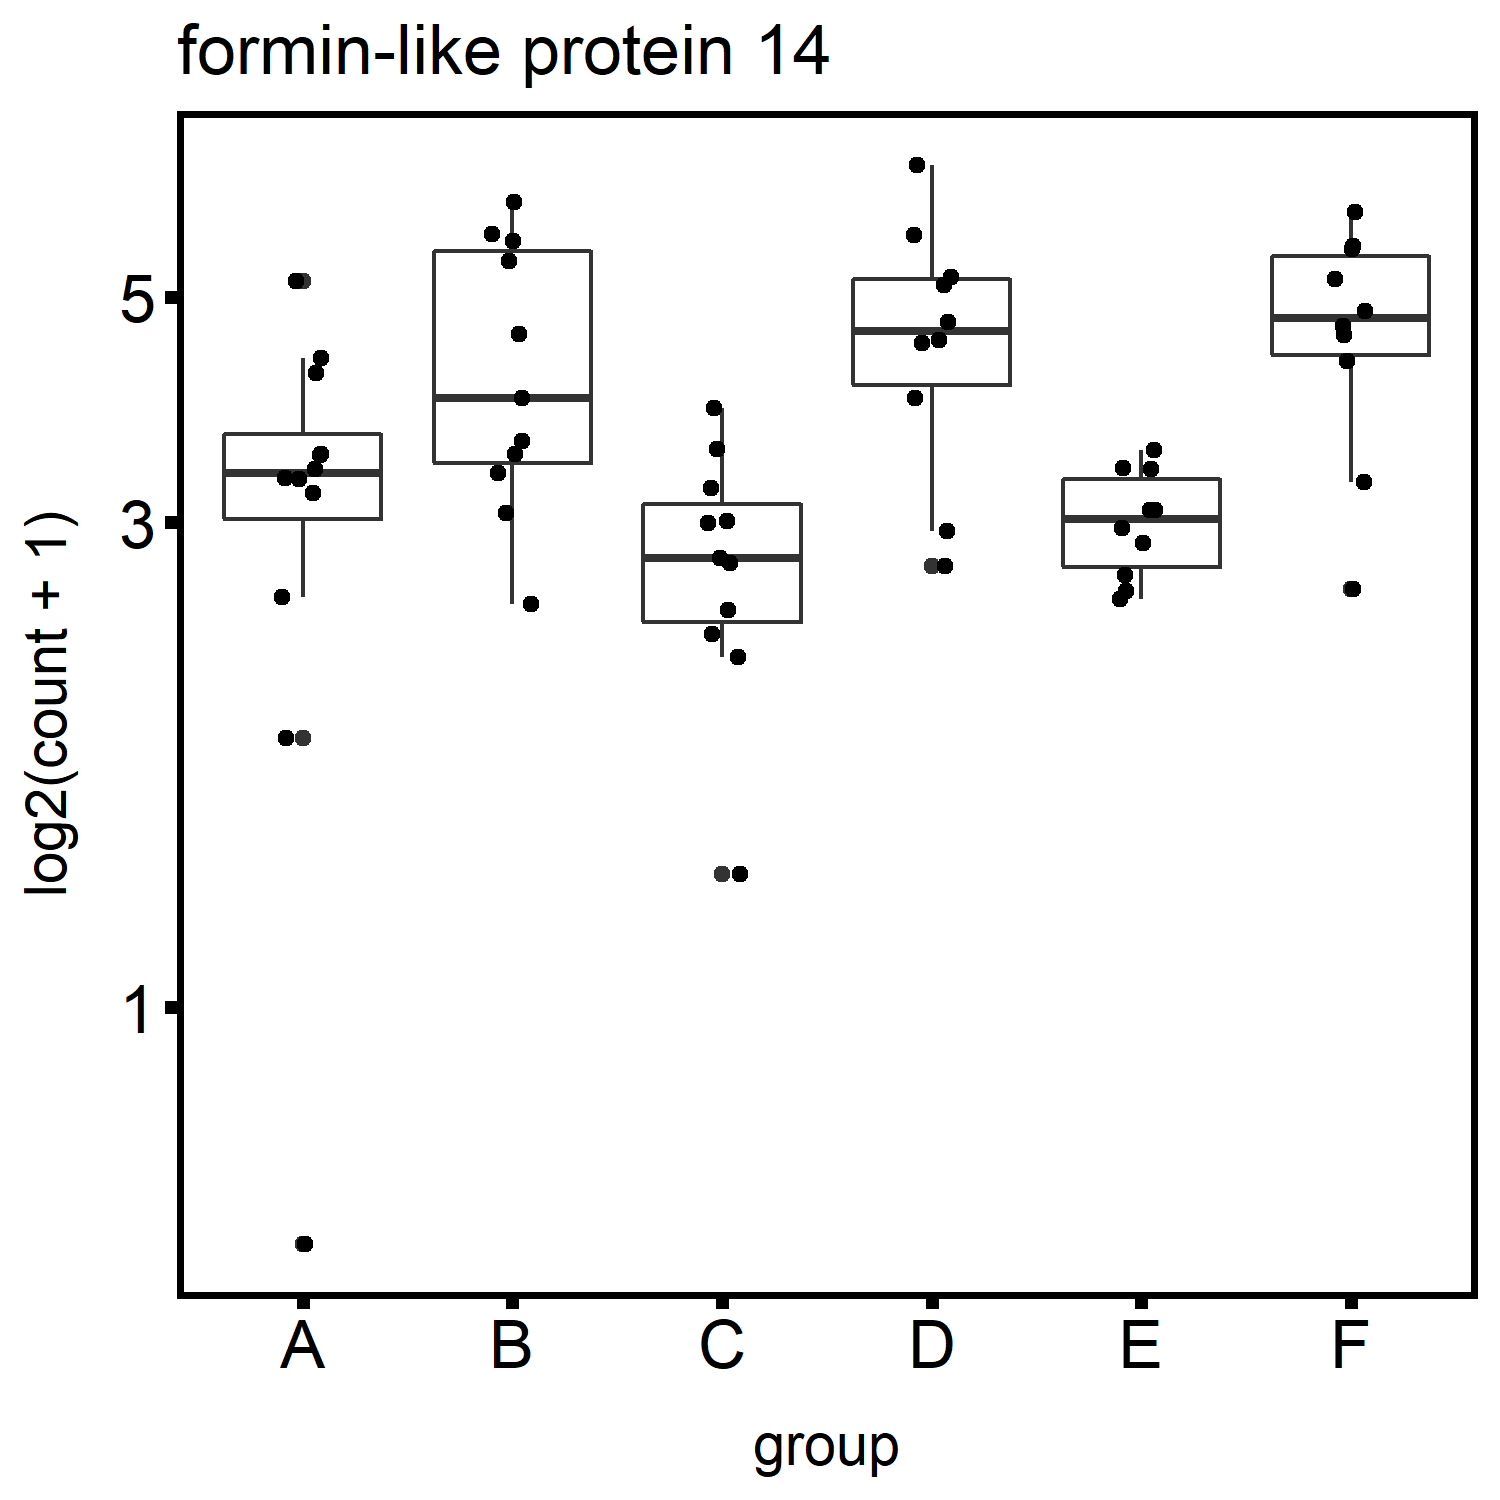 formin-like protein 14
log2(count + 1)
5
3
1
A B C D E F
group